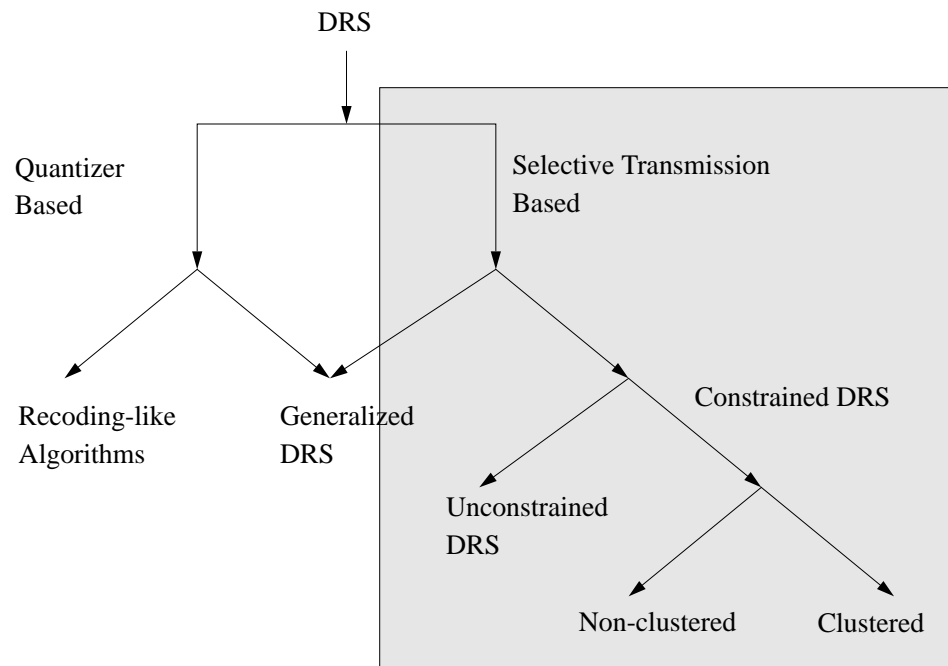 DRS
Quantizer
Based
Selective Transmission
Based
Recoding-like
Algorithms
Generalized
DRS
Constrained DRS
Unconstrained
DRS
Non-clustered
Clustered